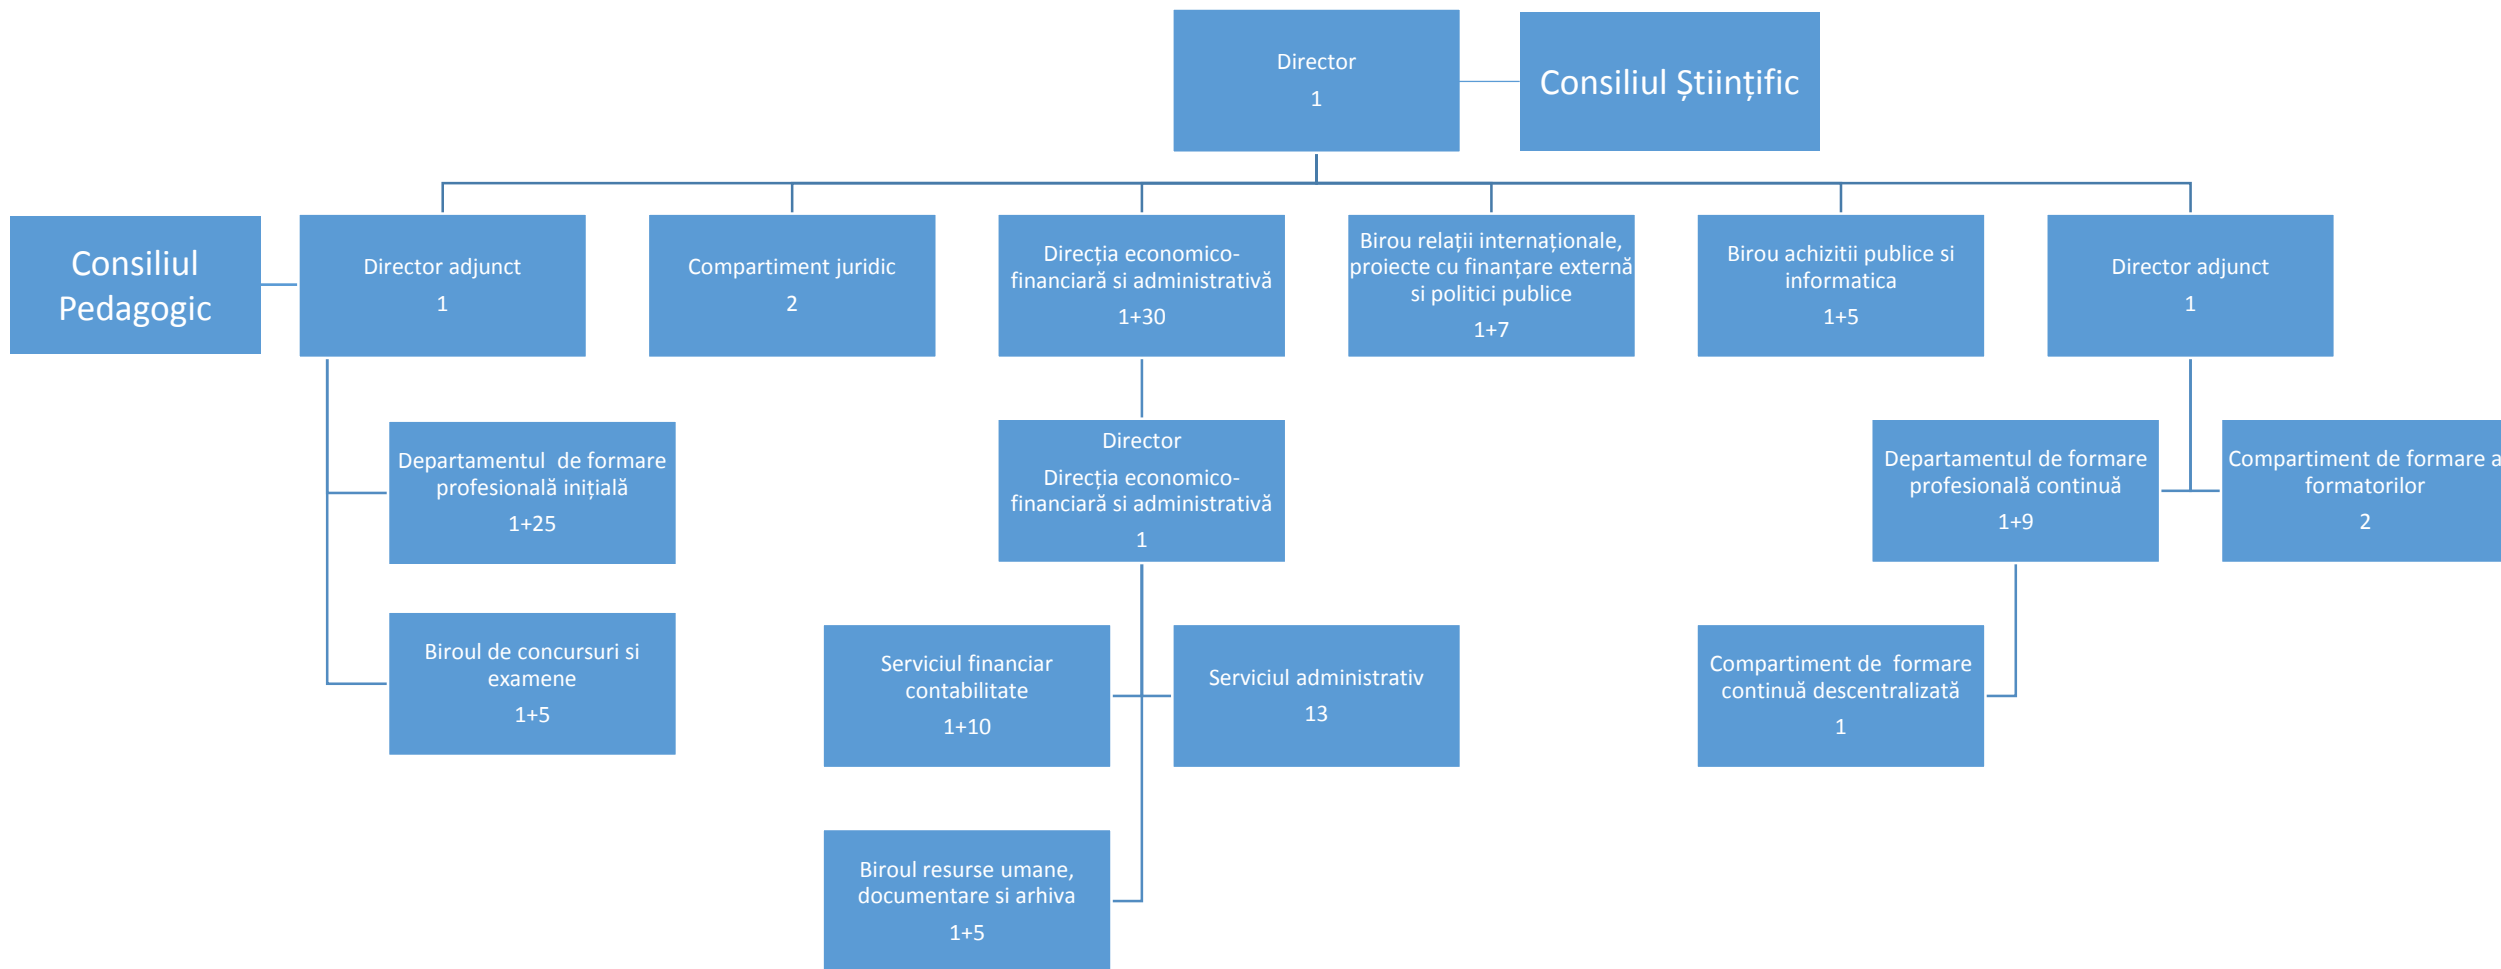 Director
1
Consiliul Științific
Consiliul
Pedagogic
Director adjunct
1
Compartiment juridic
2
Direcția economico-
financiară si administrativă
1+30
Birou relații internaționale,
proiecte cu finanțare externă
si politici publice
1+7
Birou achizitii publice si
informatica
1+5
Director adjunct
1
Departamentul de formare
profesională inițială
1+25
Director
Direcția economico-
financiară si administrativă
1
Departamentul de formare
profesională continuă
1+9
Compartiment de formare a
formatorilor
2
Biroul de concursuri si
examene
1+5
Serviciul financiar
contabilitate
1+10
Serviciul administrativ
13
Compartiment de formare
continuă descentralizată
1
Biroul resurse umane,
documentare si arhiva
1+5